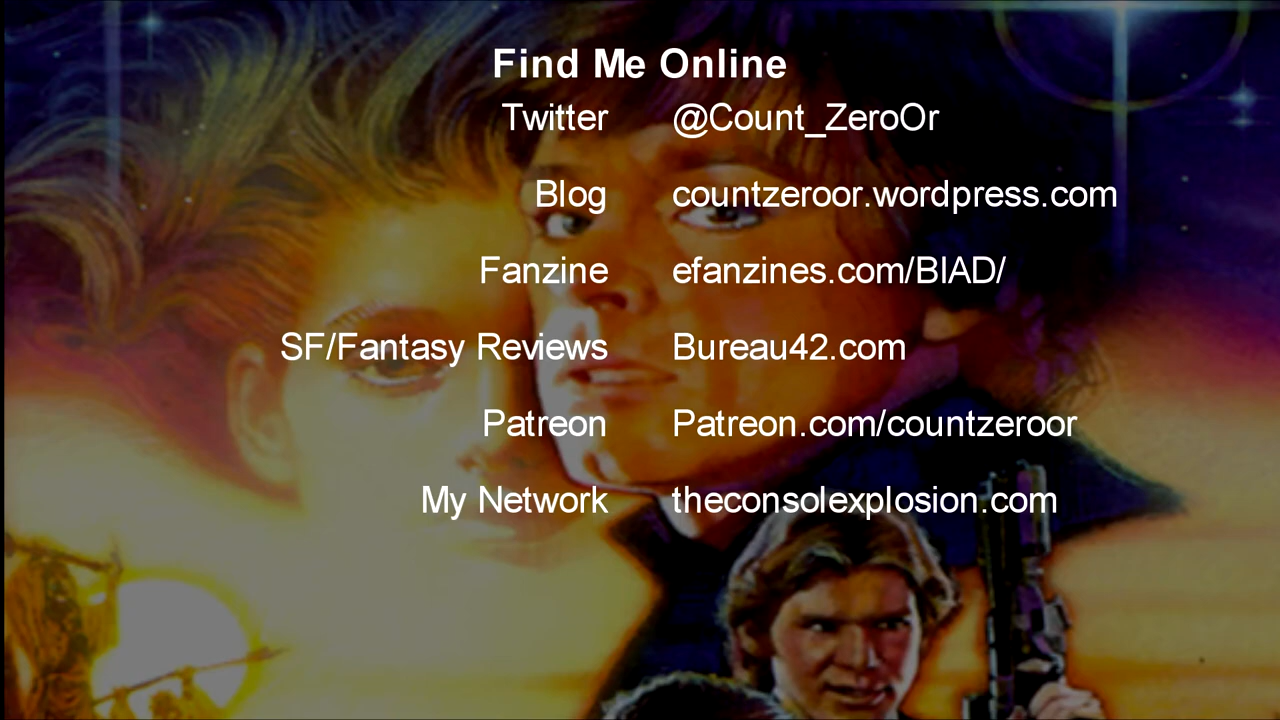 Find Me Online
Twitter @Count_ZeroOr
Blog countzeroor.wordpress.com
Fanzine efanzines.com/BIAD/
SF/Fantasy Reviews Bureau42.com
Patreon Patreon.com/countzeroor
My Network theconsolexplosion.com